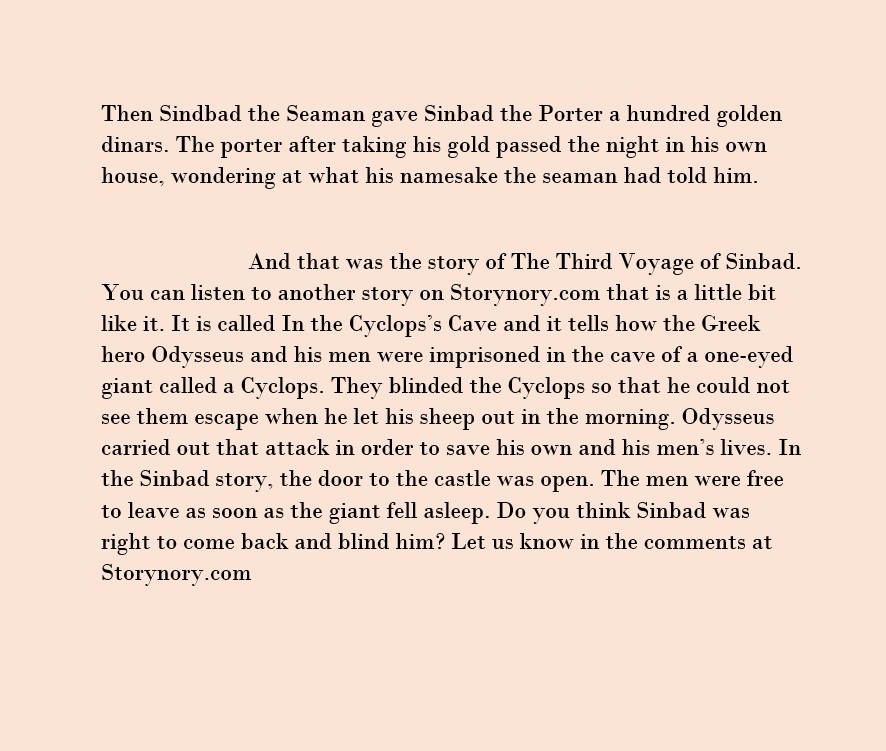 Then Sindbad the Seaman gave Sinbad the Porter a hundred golden
dinars. The porter after taking his gold passed the night in his own
house, wondering at what his namesake the seaman had told him.
And that was the story of The Third Voyage of Sinbad.
You can listen to another story on Storynory.com that is a little bit
like it. It is called In the Cyclops’s Cave and it tells how the Greek
hero Odysseus and his men were imprisoned in the cave of a one-eyed
giant called a Cyclops. They blinded the Cyclops so that he could not
see them escape when he let his sheep out in the morning. Odysseus
carried out that attack in order to save his own and his men’s lives. In
the Sinbad story, the door to the castle was open. The men were free
to leave as soon as the giant fell asleep. Do you think Sinbad was
right to come back and blind him? Let us know in the comments at
Storynory.com